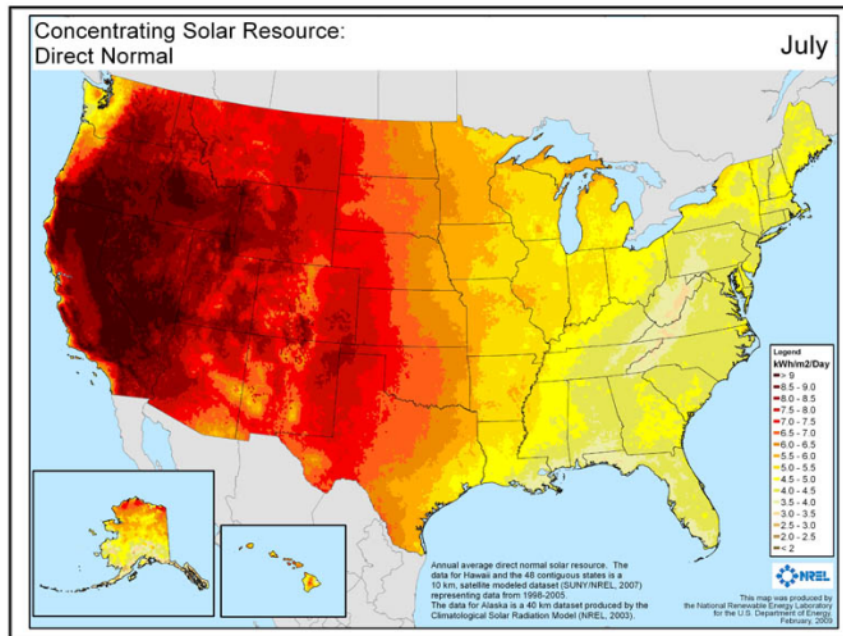 Concentrating Solar Resource:
Direct Normal
July
Legend
kWh/m2/Day
> 9
8.5 - 9.0
8.0 - 8.5
7.5 - 8.0
7.0 - 7.5
6.5 - 7.0
6.0 - 6.5
5.5 - 6.0
5.0 - 5.5
4.5 - 5.0
4.0 - 4.5
3.5 - 4.0
3.0 - 3.5
2.5 - 3.0
2.0 - 2.5
< 2
Annual average direct normal solar resource. The
data for Hawaii and the 48 contiguous states is a
10 km, satellite modeled dataset (SUNY/NREL, 2007)
representing data from 1998-2005.
The data for Alaska is a 40 km dataset produced by the
Climatological Solar Radiation Model (NREL, 2003).
NREL
This map was produced by
the National Renewable Energy Laboratory
for the U.S. Department of Energy.
February, 2009